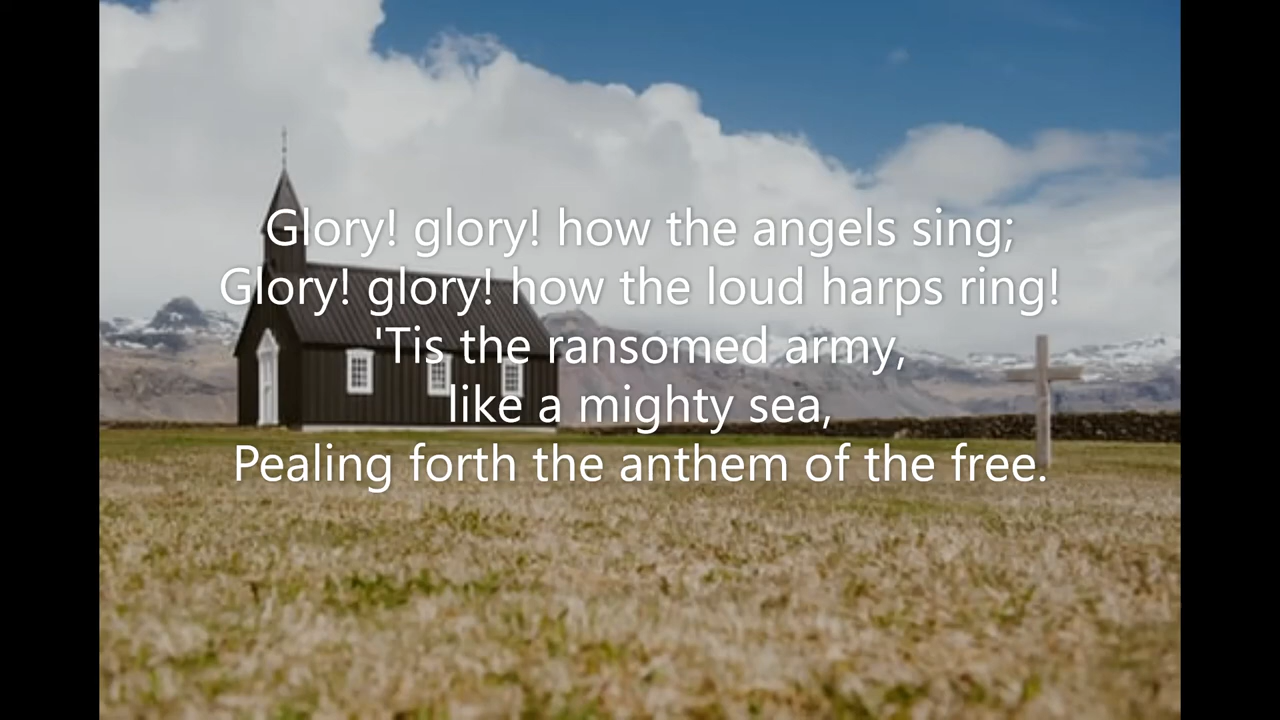 Glory! glory! how the angels sing;
Glory! glory! how the loud harps ring!
'Tis the ransomed army,
like a mighty sea,
Pealing forth the anthem of the free.